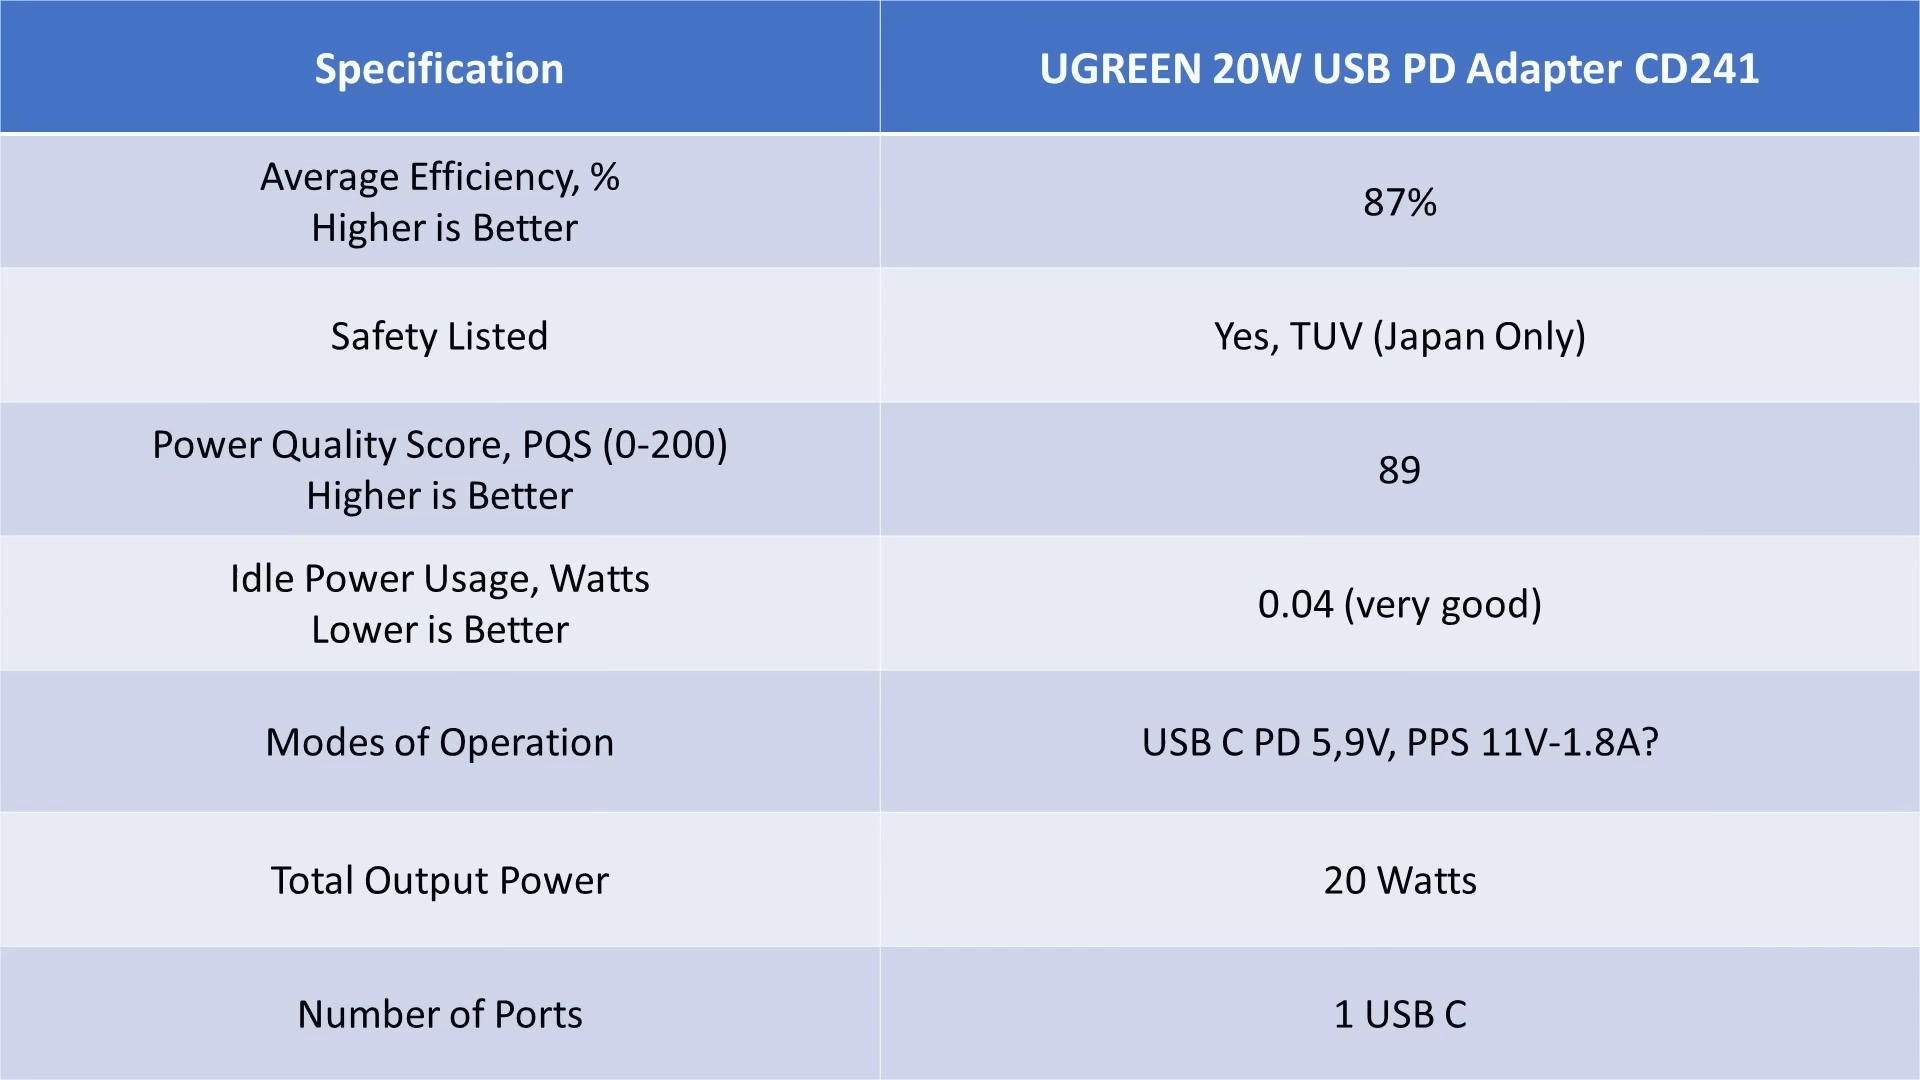 Specification
UGREEN 20W USB PD Adapter CD241
Average Efficiency, %
Higher is Better
87%
Safety Listed
Yes, TUV (Japan Only)
Power Quality Score, PQS (0-200)
Higher is Better
89
Idle Power Usage, Watts
Lower is Better
0.04 (very good)
Modes of Operation
USB C PD 5,9V, PPS 11V-1.8A?
Total Output Power
20 Watts
Number of Ports
1 USB C